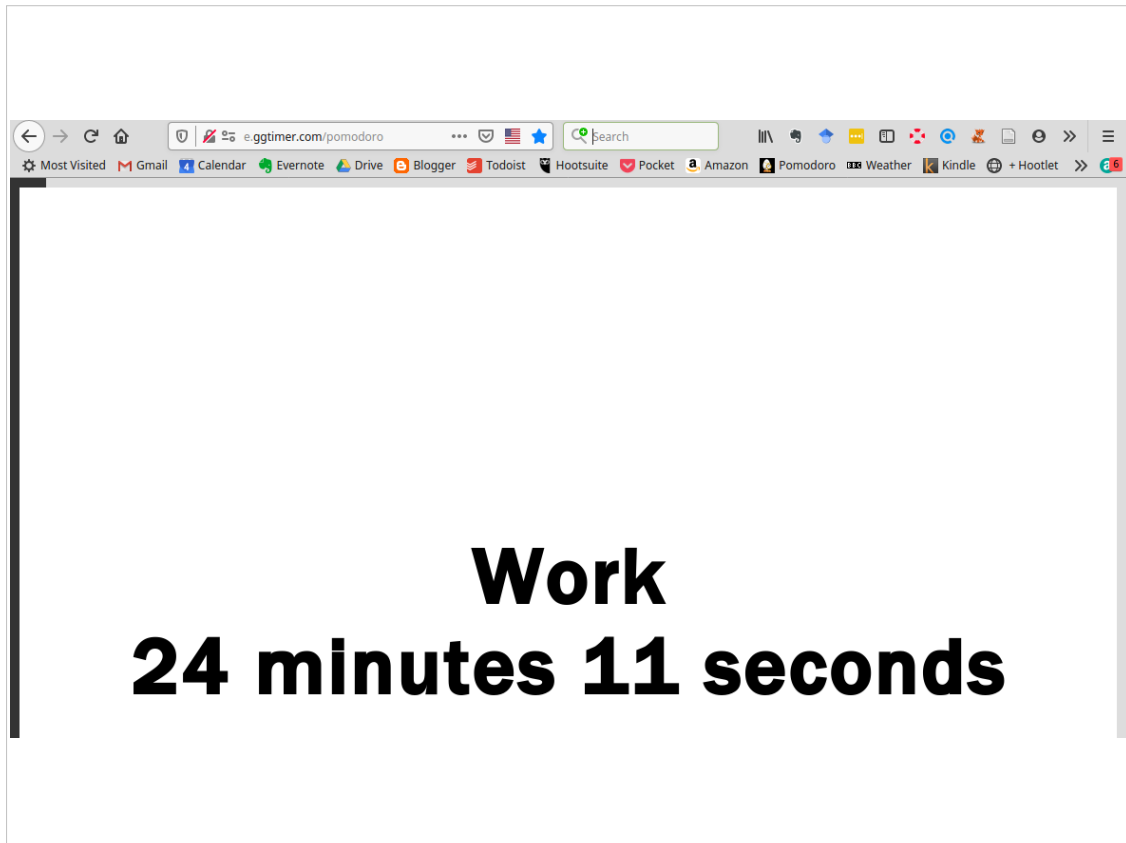 e.ggtimer.com/pomodoro Search
Most Visited Gmail Calendar Evernote Drive Blogger Todoist Hootsuite Pocket Amazon Pomodoro Weather Kindle + Hootlet 6
Work
24 minutes 11 seconds